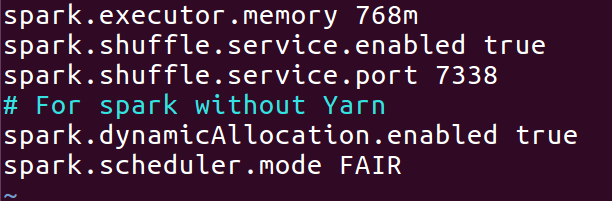 spark.executor.memory 768m
spark.shuffle.service.enabled true
spark.shuffle.service.port 7338
# For spark without Yarn
spark.dynamicAllocation.enabled true
spark.scheduler.mode FAIR
~